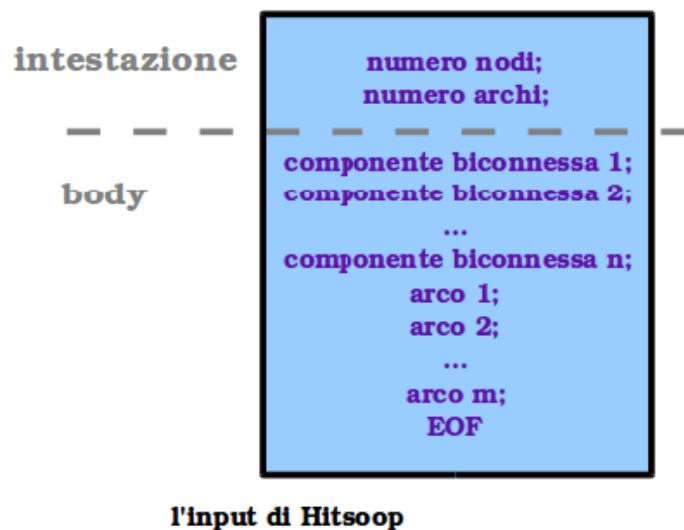 intestazione
numero nodi;
numero archi;
body
componente biconnessa 1;
componente biconnessa 2;
...
componente biconnessa n;
arco 1;
arco 2;
...
arco m;
EOF
l'input di Hitsoop